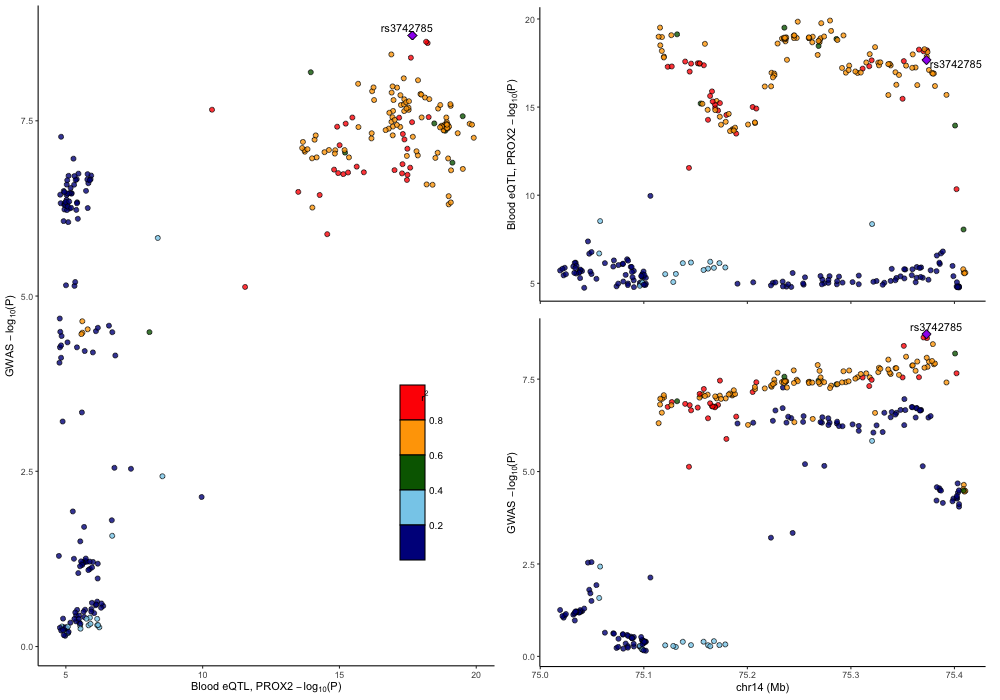 rs3742785
7.5
5.0
2.5
0.0
GWAS −log10(P)
5
10
15
20
Blood eQTL, PROX2 −log10(P)
r2
0.8
0.6
0.4
0.2
20
15
10
5
Blood eQTL, PROX2 −log10(P)
rs3742785
rs3742785
7.5
5.0
2.5
0.0
GWAS −log10(P)
75.0
75.1
75.2
75.3
75.4
chr14 (Mb)